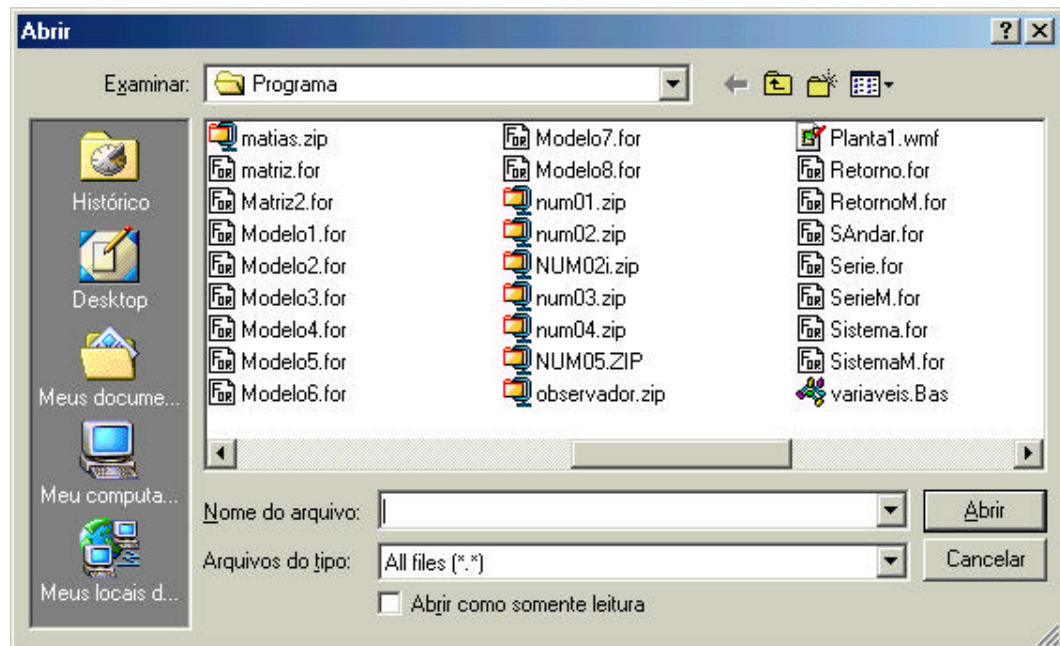 Abrir
Examinar:
Programa
Histórico
Desktop
Meus docume...
Meu computa...
Meus locais d...
matias.zip
matriz.for
Matriz2.for
Modelo1.for
Modelo2.for
Modelo3.for
Modelo4.for
Modelo5.for
Modelo6.for
Modelo7.for
Modelo8.for
num01.zip
num02.zip
NUM02i.zip
num03.zip
num04.zip
NUM05.ZIP
observador.zip
Planta1.wmf
Retorno.for
RetornoM.for
SAndar.for
Serie.for
SerieM.for
Sistema.for
SistemaM.for
variaveis.Bas
Nome do arquivo:
Abrir
Arquivos do tipo:
All files (*.*)
Cancelar
Abrir como somente leitura